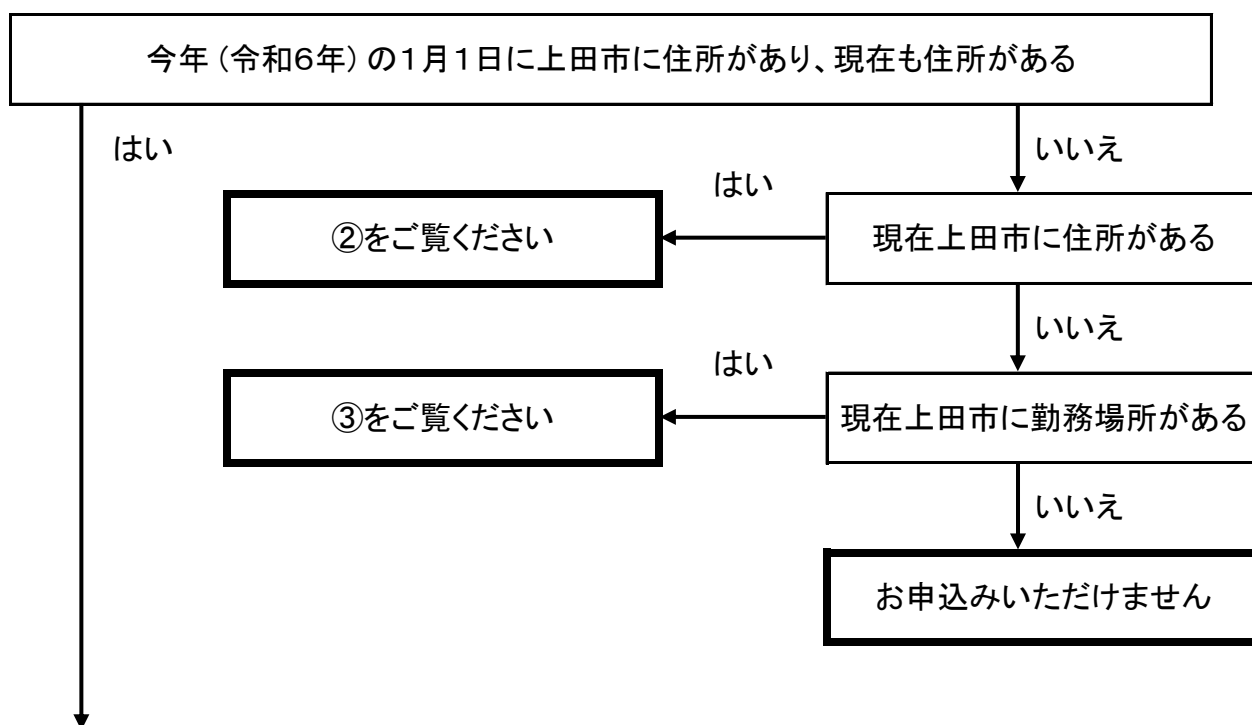 今年(令和6年)の1月1日に上田市に住所があり、現在も住所がある
はい
いいえ
はい
②をご覧ください
現在上田市に住所がある
いいえ
はい
③をご覧ください
現在上田市に勤務場所がある
いいえ
お申込みいただけません